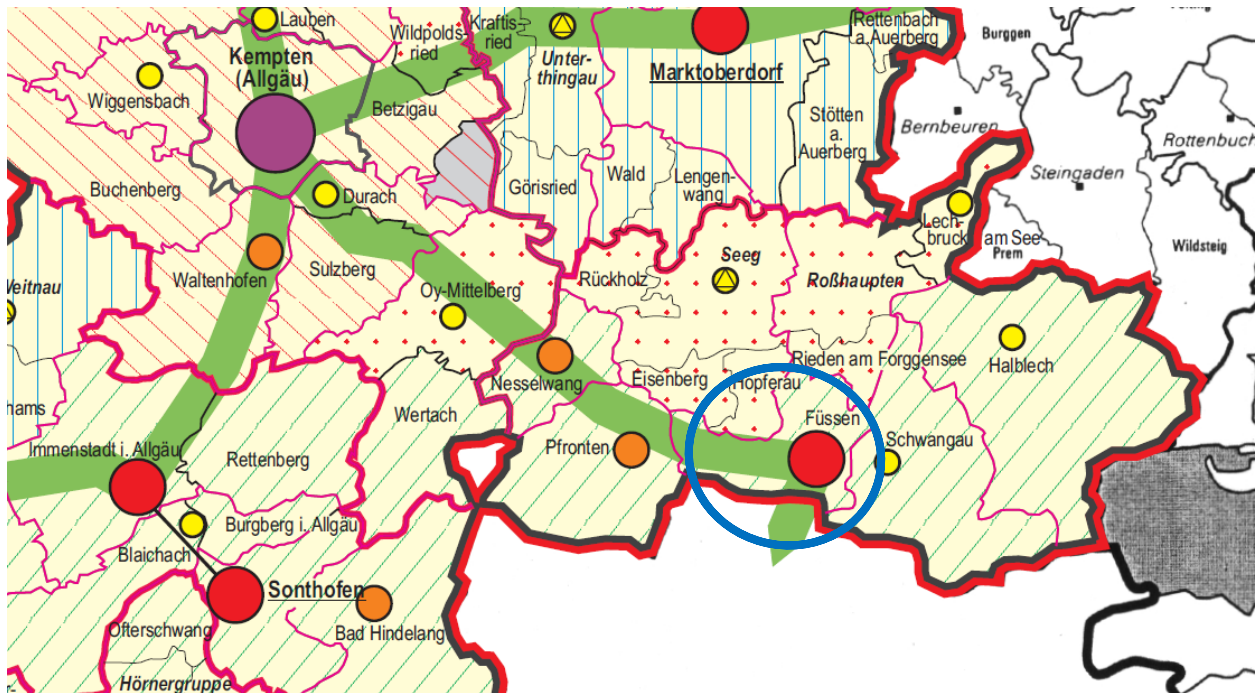 Lauben
Kempten
(Allgäu)
Wildpolds-
ried
Kraftis-
ried
Unter-
thingau
Marktoberdorf
Rettenbach
a.Auerberg
Burggen
Wiggensbach
Betzigau
Stötten
a.
Auerberg
Bernbeuren
Rottenbuch
Steingaden
Buchenberg
Durach
Görisried
Wald
Lengen-
wang
Lech-
bruck
am See
Prem
Wildsteig
Waltenhofen
Sulzberg
Weitnau
Oy-Mittelberg
Rückholz
Seeg
Roßhaupten
Rieden am Forggensee
Halblech
Nesselwang
Eisenberg
Hopferau
Wertach
Füssen
Schwangau
Pfronten
hams
Immenstadt i. Allgäu
Rettenberg
Burgberg i. Allgäu
Blaichach
Sonthofen
Ofterschwang
Bad Hindelang
Hörnergruppe